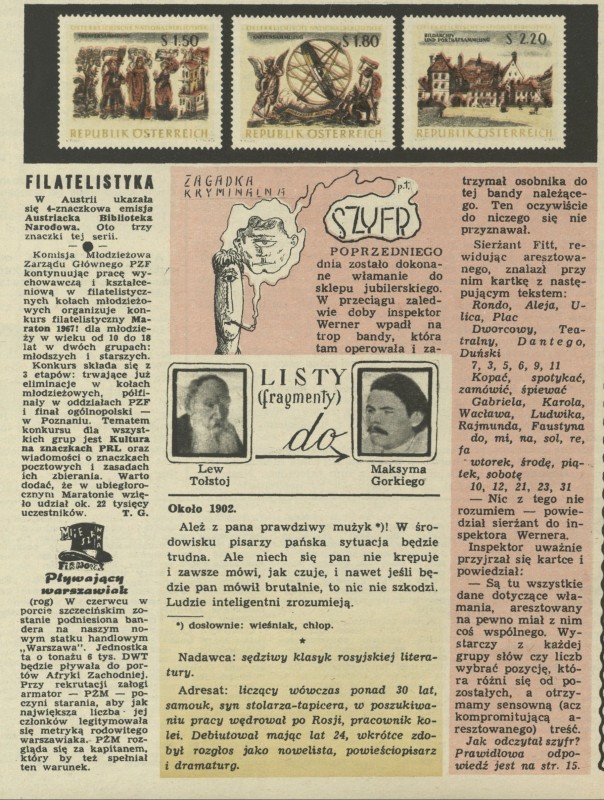 S 1.50
REPUBLIK ÖSTERREICH
S 1.80
REPUBLIK ÖSTERREICH
BILDARCHIV
UND PORTRÄTSAMMLUNG
S 2.20
REPUBLIK ÖSTERREICH
FILATELISTYKA
W Austrii ukazała
się 4-znaczkowa emisja
Austriacka Biblioteka
Narodowa. Oto trzy
znaczki tej serii.
Komisja Młodzieżowa
Zarządu Głównego PZF
kontynuując pracę wy-
chowawczą i kształce-
niową w filatelistycz-
nych kołach młodzieżo-
wych organizuje kon-
kurs filatelistyczny Ma-
raton 1967! dla młodzie-
ży w wieku od 10 do 18
lat w dwóch grupach:
młodszych i starszych.
Konkurs składa się z
3 etapów: trwające już
eliminacje w kołach
młodzieżowych, półfi-
nały w oddziałach PZF
i finał ogólnopolski —
w Poznaniu. Tematem
konkursu dla wszyst-
kich grup jest Kultura
na znaczkach PRL oraz
wiadomości o znaczkach
pocztowych i zasadach
ich zbierania. Warto
dodać, że w ubiegłoro-
cznym Maratonie wzię-
ło udział ok. 22 tysięcy
uczestników. T. G.
Pływający
warszawiak
(rog) W czerwcu w
porcie szczecińskim zo-
stanie podniesiona ban-
dera na naszym no-
wym statku handlowym
„Warszawa". Jednostka
ta o tonażu 6 tys. DWT
będzie pływała do por-
tów Afryki Zachodniej.
Przy rekrutacji załogi
armator — PŻM — po-
czyni starania, aby jak
największa liczba jej
członków legitymowała
się metryką rodowitego
warszawiaka. PŻM roz-
gląda się za kapitanem,
który by też spełniał
ten warunek.
ZAGADKA
KRYMINALNA
p.t.
SZYFR
POPRZEDNIEGO
dnia zostało dokona-
ne włamanie do
sklepu jubilerskiego.
W przeciągu zaled-
wie doby inspektor
Werner wpadł na
trop bandy, która
tam operowała i za-
trzymał osobnika do
tej bandy należące-
go. Ten oczywiście
do niczego się nie
przyznawał.
Sierżant Fitt, re-
widując aresztowa-
nego, znalazł przy
nim kartkę z nastę-
pującym tekstem:
Rondo, Aleja, U-
lica, Plac
Dworcowy, Tea-
tralny, Dantego,
Duński
7, 3, 5, 6, 9, 11
Kopać, spotykać,
zamówić, śpiewać
Gabriela, Karola,
Wacława, Ludwika,
Rajmunda, Faustyna
do, mi, na, sol, re,
fa
wtorek, środę, pią-
tek, sobotę
10, 12, 21, 23, 31
— Nic z tego nie
rozumiem — powie-
dział sierżant do in-
spektora Wernera.
Inspektor uważnie
przyjrzał się kartce i
powiedział:
— Są tu wszystkie
dane dotyczące wła-
mania, aresztowany
na pewno miał z nim
coś wspólnego. Wy-
starczy z każdej
grupy słów czy liczb
wybrać pozycję, któ-
ra różni się od po-
zostałych, a otrzy-
mamy sensowną (acz
kompromitującą a-
resztowanego) treść.
Jak odczytał szyfr?
Prawidłowa odpo-
wiedź jest na str. 15.
LISTY
(fragmenty)
do
Lew
Tołstoj
Maksyma
Gorkiego
Około 1902.
Ależ z pana prawdziwy mużyk *)! W śro-
dowisku pisarzy pańska sytuacja będzie
trudna. Ale niech się pan nie krępuje
i zawsze mówi, jak czuje, i nawet jeśli bę-
dzie pan mówił brutalnie, to nic nie szkodzi.
Ludzie inteligentni zrozumieją.
*) dosłownie: wieśniak, chłop.
*
Nadawca: sędziwy klasyk rosyjskiej litera-
tury.
Adresat: liczący wówczas ponad 30 lat,
samouk, syn stolarza-tapicera, w poszukiwa-
niu pracy wędrował po Rosji, pracownik ko-
lei. Debiutował mając lat 24, wkrótce zdo-
był rozgłos jako nowelista, powieściopisarz
i dramaturg.